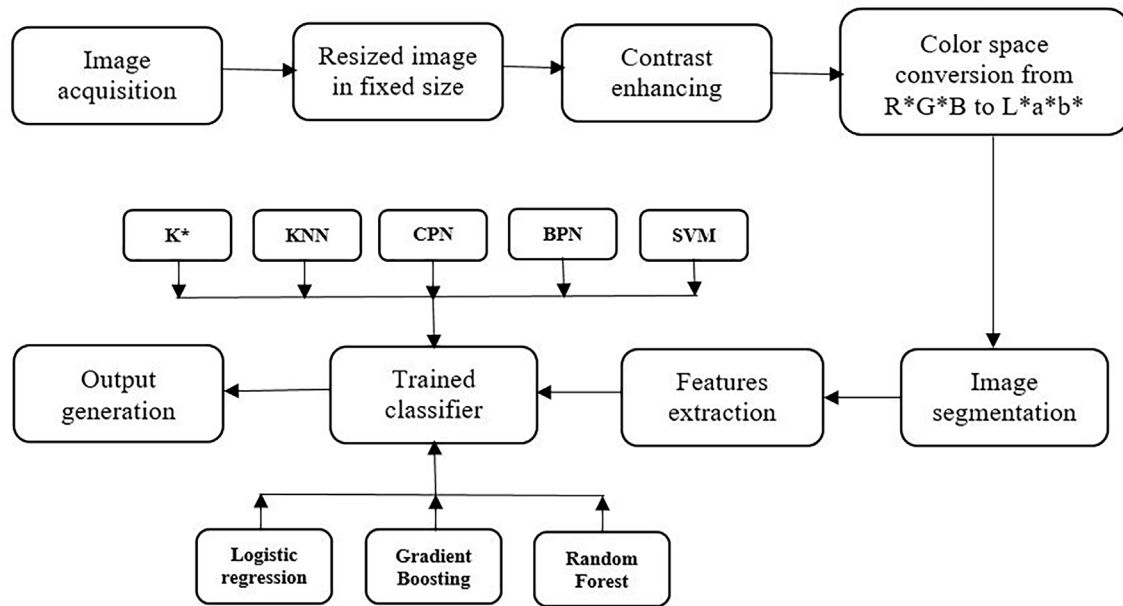 Image
acquisition
Resized image
in fixed size
Contrast
enhancing
Color space
conversion from
R*G*B to L*a*b*
K*
KNN
CPN
BPN
SVM
Output
generation
Trained
classifier
Features
extraction
Image
segmentation
Logistic
regression
Gradient
Boosting
Random
Forest